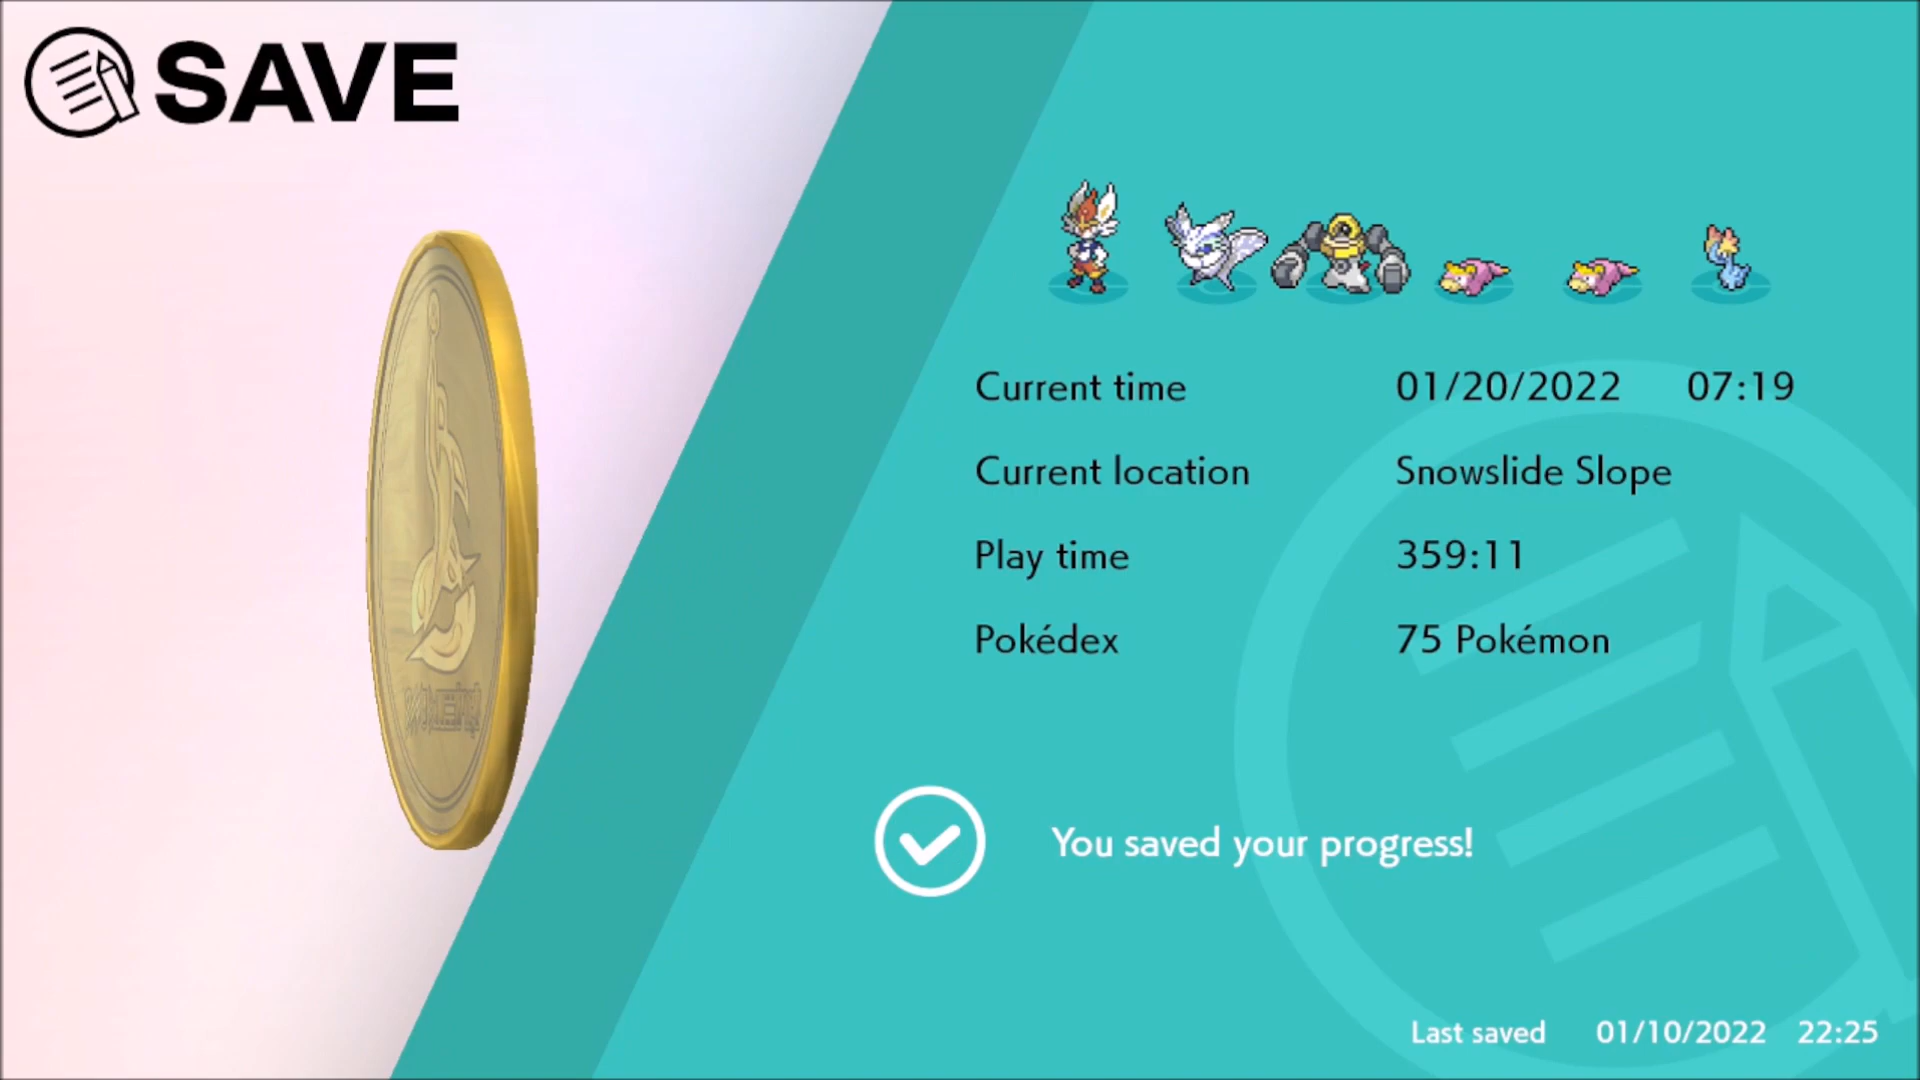 SAVE
Current time 01/20/2022 07:19
Current location Snowslide Slope
Play time 359:11
Pokédex 75 Pokémon
You saved your progress!
Last saved 01/10/2022 22:25